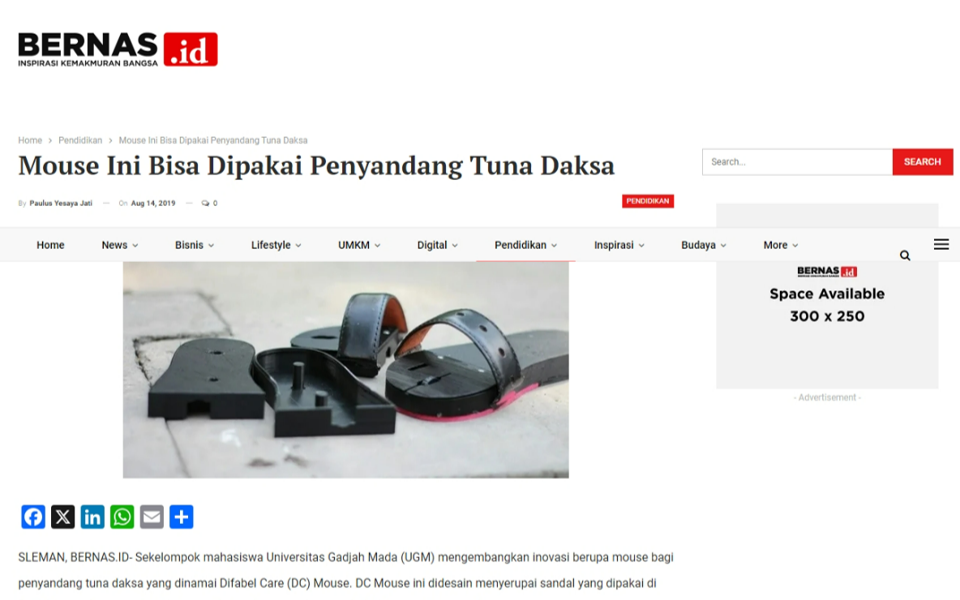 BERNAS.id
INSPIRASI KEMAKMURAN BANGSA
Home > Pendidikan > Mouse Ini Bisa Dipakai Penyandang Tuna Daksa
Mouse Ini Bisa Dipakai Penyandang Tuna Daksa
Search...
SEARCH
By Paulus Yesaya Jati — On Aug 14, 2019 — 0
PENDIDIKAN
Home News Bisnis Lifestyle UMKM Digital Pendidikan Inspirasi Budaya More
BERNAS.id
INSPIRASI KEMAKMURAN BANGSA
Space Available
300 x 250
- Advertisement -
SLEMAN, BERNAS.ID- Sekelompok mahasiswa Universitas Gadjah Mada (UGM) mengembangkan inovasi berupa mouse bagi
penyandang tuna daksa yang dinamai Difabel Care (DC) Mouse. DC Mouse ini didesain menyerupai sandal yang dipakai di